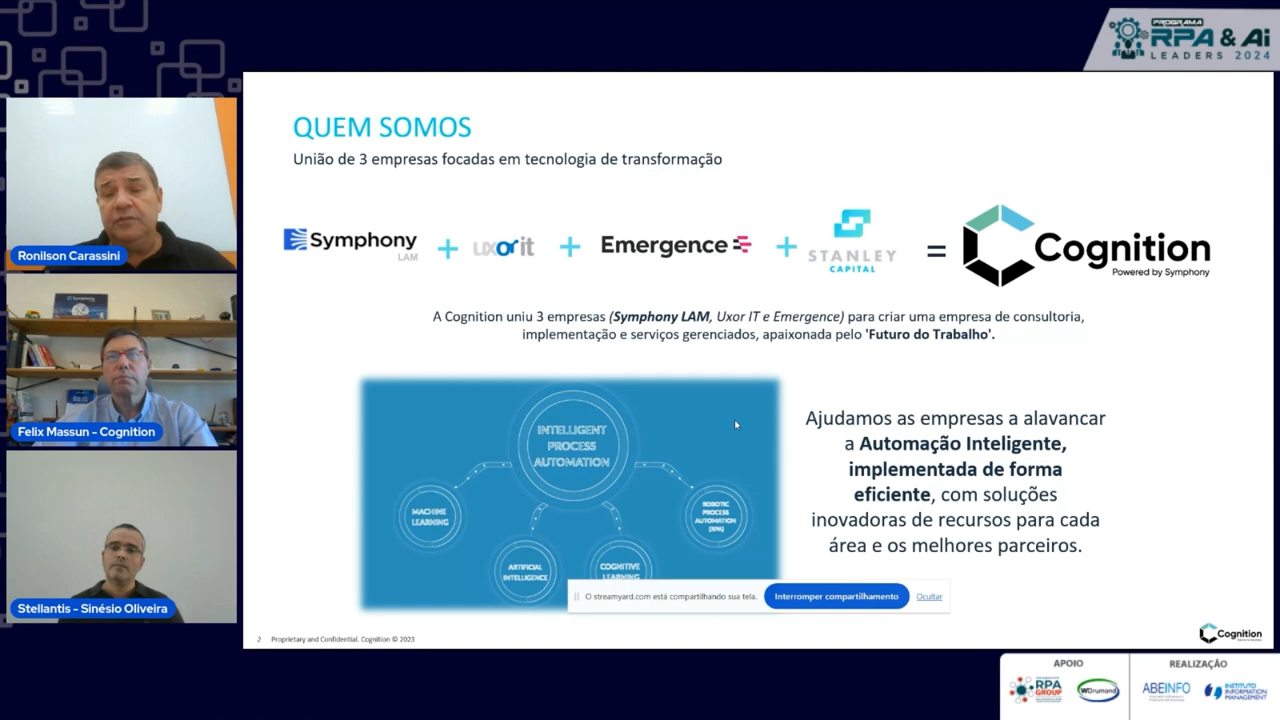 PROGRAMA
RPA & Ai
LEADERS 2024
Ronilson Carassini
Felix Massun - Cognition
Stellantis - Sinésio Oliveira
QUEM SOMOS
União de 3 empresas focadas em tecnologia de transformação
Symphony
LAM
+
uxorit
+
Emergence
+
STANLEY
CAPITAL
=
Cognition
Powered by Symphony
A Cognition uniu 3 empresas (Symphony LAM, Uxor IT e Emergence) para criar uma empresa de consultoria,
implementação e serviços gerenciados, apaixonada pelo 'Futuro do Trabalho'.
INTELLIGENT
PROCESS
AUTOMATION
MACHINE
LEARNING
ARTIFICIAL
INTELLIGENCE
COGNITIVE
LEARNING
ROBOTIC
PROCESS
AUTOMATION
(RPA)
Ajudamos as empresas a alavancar
a Automação Inteligente,
implementada de forma
eficiente, com soluções
inovadoras de recursos para cada
área e os melhores parceiros.
O streamyard.com está compartilhando sua tela.
Interromper compartilhamento
Ocultar
2 Proprietary and Confidential. Cognition © 2023
Cognition
APOIO
RPA
GROUP
WDrumond
REALIZAÇÃO
ABEINFO
INSTITUTO
INFORMATION
MANAGEMENT